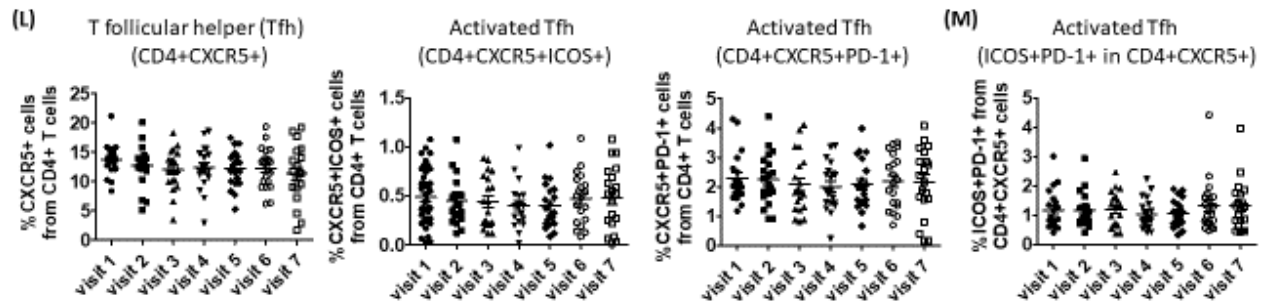 (L)
T follicular helper (Tfh)
(CD4+CXCR5+)
% CXCR5+ cells
from CD4+ T cells
25
20
15
10
5
0
visit 1
visit 2
visit 3
visit 4
visit 5
visit 6
visit 7
Activated Tfh
(CD4+CXCR5+ICOS+)
%CXCR5+ICOS+ cells
from CD4+ T cells
1.5
1.0
0.5
0.0
visit 1
visit 2
visit 3
visit 4
visit 5
visit 6
visit 7
Activated Tfh
(CD4+CXCR5+PD-1+)
%CXCR5+PD-1+ cells
from CD4+ T cells
5
4
3
2
1
0
visit 1
visit 2
visit 3
visit 4
visit 5
visit 6
visit 7
(M)
Activated Tfh
(ICOS+PD-1+ in CD4+CXCR5+)
%ICOS+PD-1+ from
CD4+CXCR5+ cells
5
4
3
2
1
0
visit 1
visit 2
visit 3
visit 4
visit 5
visit 6
visit 7